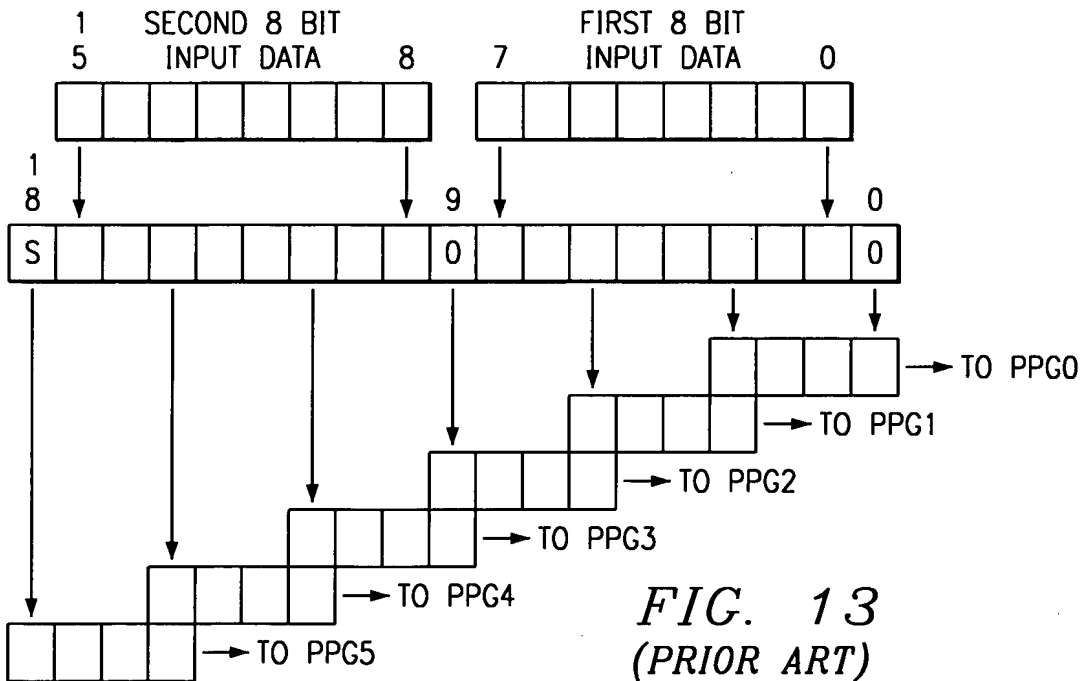 1 SECOND 8 BIT FIRST 8 BIT
5 INPUT DATA 8 7 INPUT DATA 0
1
8 9 0
S 0 0
TO PPG0
TO PPG1
TO PPG2
TO PPG3
TO PPG4
TO PPG5
FIG. 13
(PRIOR ART)